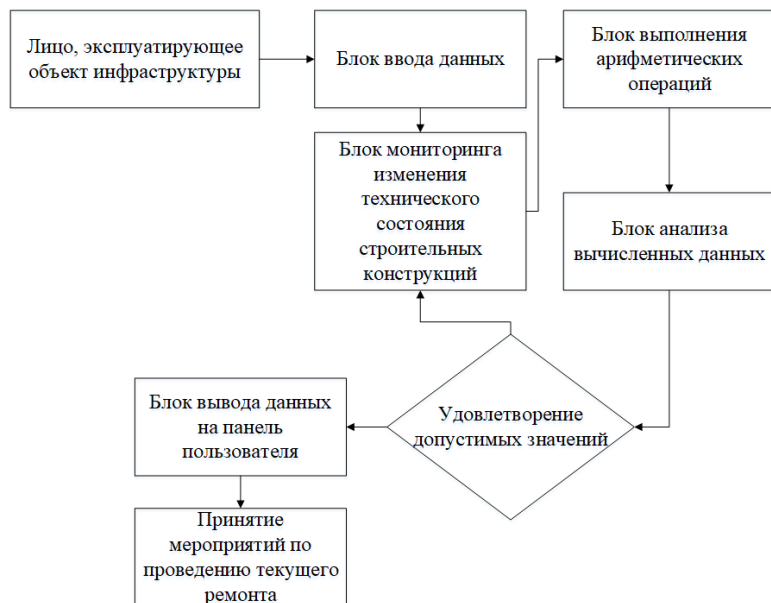 Лицо, эксплуатирующее
объект инфраструктуры
Блок ввода данных
Блок выполнения
арифметических
операций
Блок мониторинга
изменения
технического
состояния
строительных
конструкций
Блок анализа
вычисленных данных
Удовлетворение
допустимых значений
Блок вывода данных
на панель
пользователя
Принятие
мероприятий по
проведению текущего
ремонта